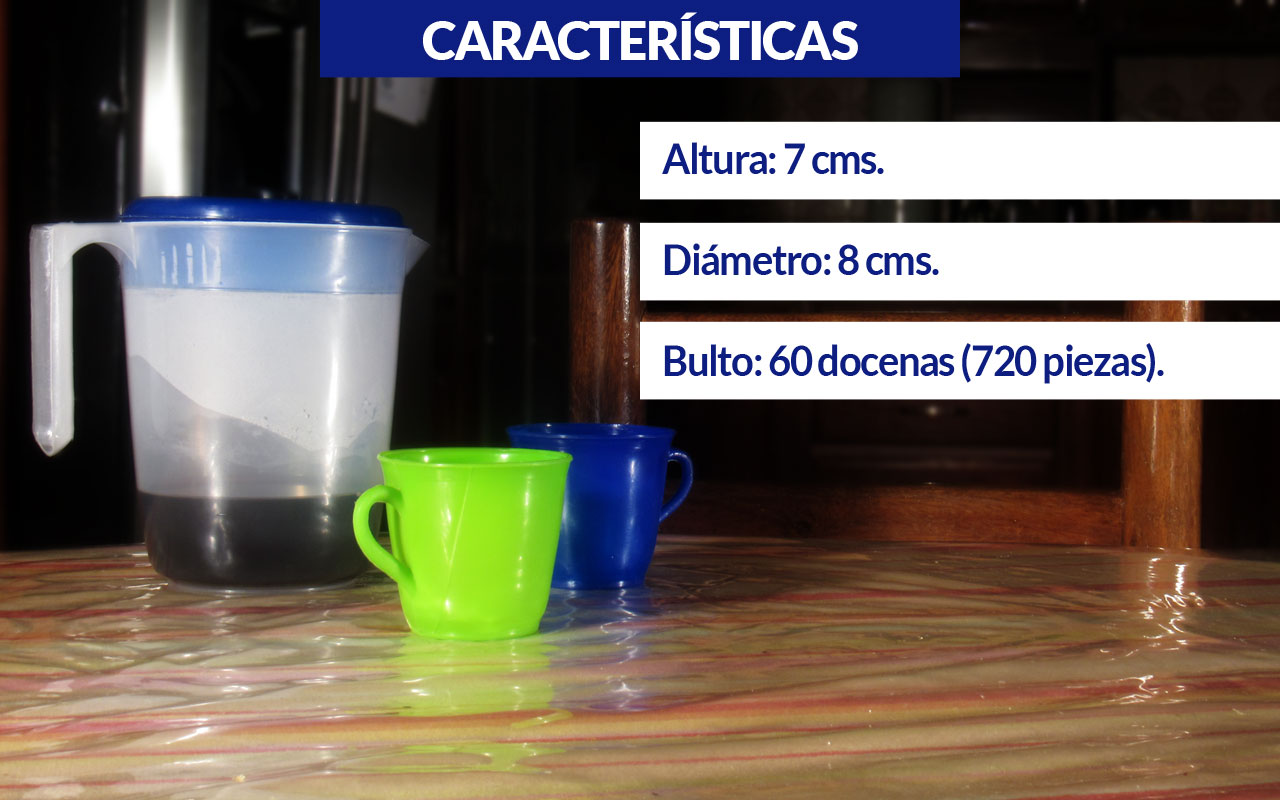 CARACTERÍSTICAS
Altura: 7 cms.
Diámetro: 8 cms.
Bulto: 60 docenas (720 piezas).